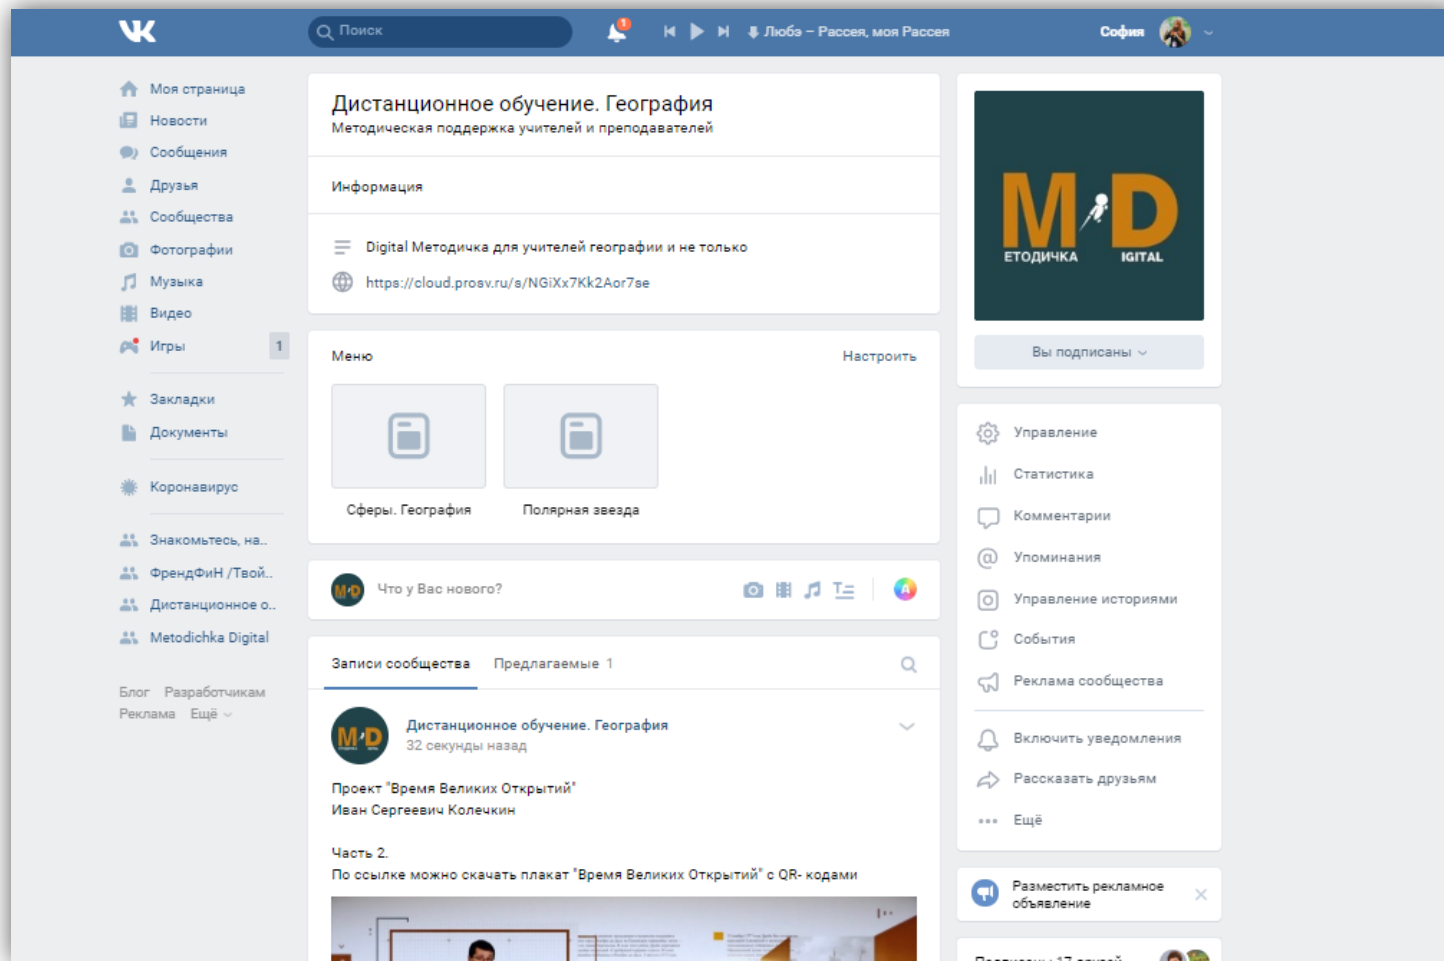 Поиск
1
Любэ – Рассея, моя Рассея
София
Моя страница
Новости
Сообщения
Друзья
Сообщества
Фотографии
Музыка
Видео
Игры 1
Закладки
Документы
Коронавирус
Знакомьтесь, на..
ФрендФиН /Твой..
Дистанционное о..
Metodichka Digital
Блог Разработчикам
Реклама Ещё
Дистанционное обучение. География
Методическая поддержка учителей и преподавателей
Информация
Digital Методичка для учителей географии и не только
https://cloud.prosv.ru/s/NGiXx7Kk2Aor7se
Меню Настроить
Сферы. География Полярная звезда
Что у Вас нового?
Записи сообщества Предлагаемые 1
Дистанционное обучение. География
32 секунды назад
Проект "Время Великих Открытий"
Иван Сергеевич Колечкин
Часть 2.
По ссылке можно скачать плакат "Время Великих Открытий" с QR- кодами
М D
ЕТОДИЧКА IGITAL
Вы подписаны
Управление
Статистика
Комментарии
Упоминания
Управление историями
События
Реклама сообщества
Включить уведомления
Рассказать друзьям
Ещё
Разместить рекламное
объявление
Подписаны 17 друзей